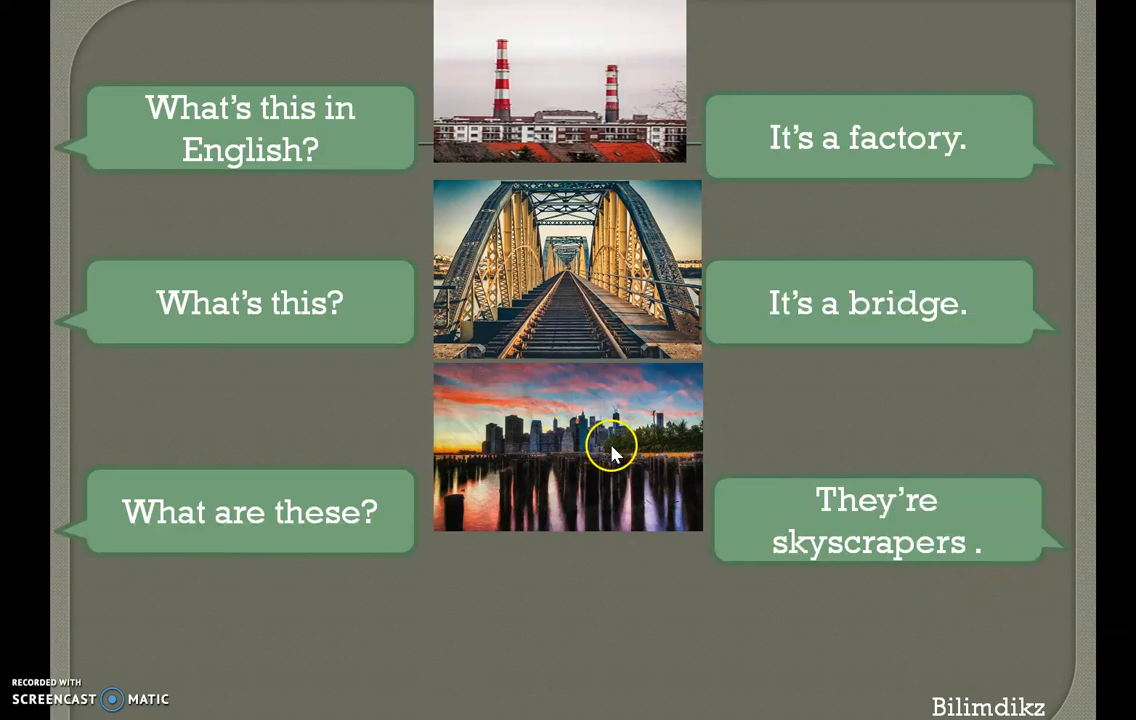 What's this in
English?
It's a factory.
What's this?
It's a bridge.
What are these?
They're
skyscrapers .
RECORDED WITH
SCREENCAST MATIC
Bilimdikz